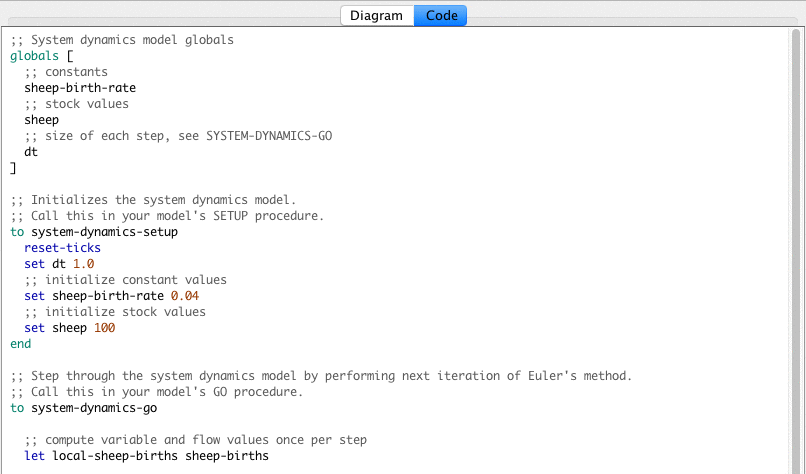 Diagram Code
;; System dynamics model globals
globals [
  ;; constants
  sheep-birth-rate
  ;; stock values
  sheep
  ;; size of each step, see SYSTEM-DYNAMICS-GO
  dt
]

;; Initializes the system dynamics model.
;; Call this in your model's SETUP procedure.
to system-dynamics-setup
  reset-ticks
  set dt 1.0
  ;; initialize constant values
  set sheep-birth-rate 0.04
  ;; initialize stock values
  set sheep 100
end

;; Step through the system dynamics model by performing next iteration of Euler's method.
;; Call this in your model's GO procedure.
to system-dynamics-go

  ;; compute variable and flow values once per step
  let local-sheep-births sheep-births